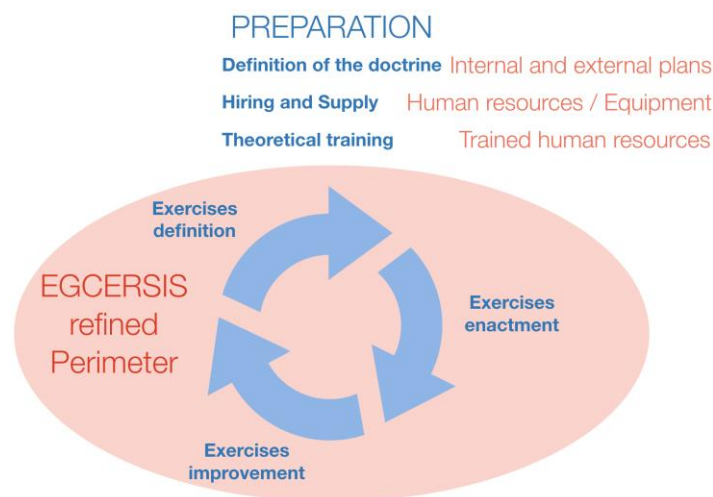 PREPARATION
Definition of the doctrine Internal and external plans
Hiring and Supply Human resources / Equipment
Theoretical training Trained human resources
Exercises
definition
EGCERSIS
refined
Perimeter
Exercises
enactment
Exercises
improvement